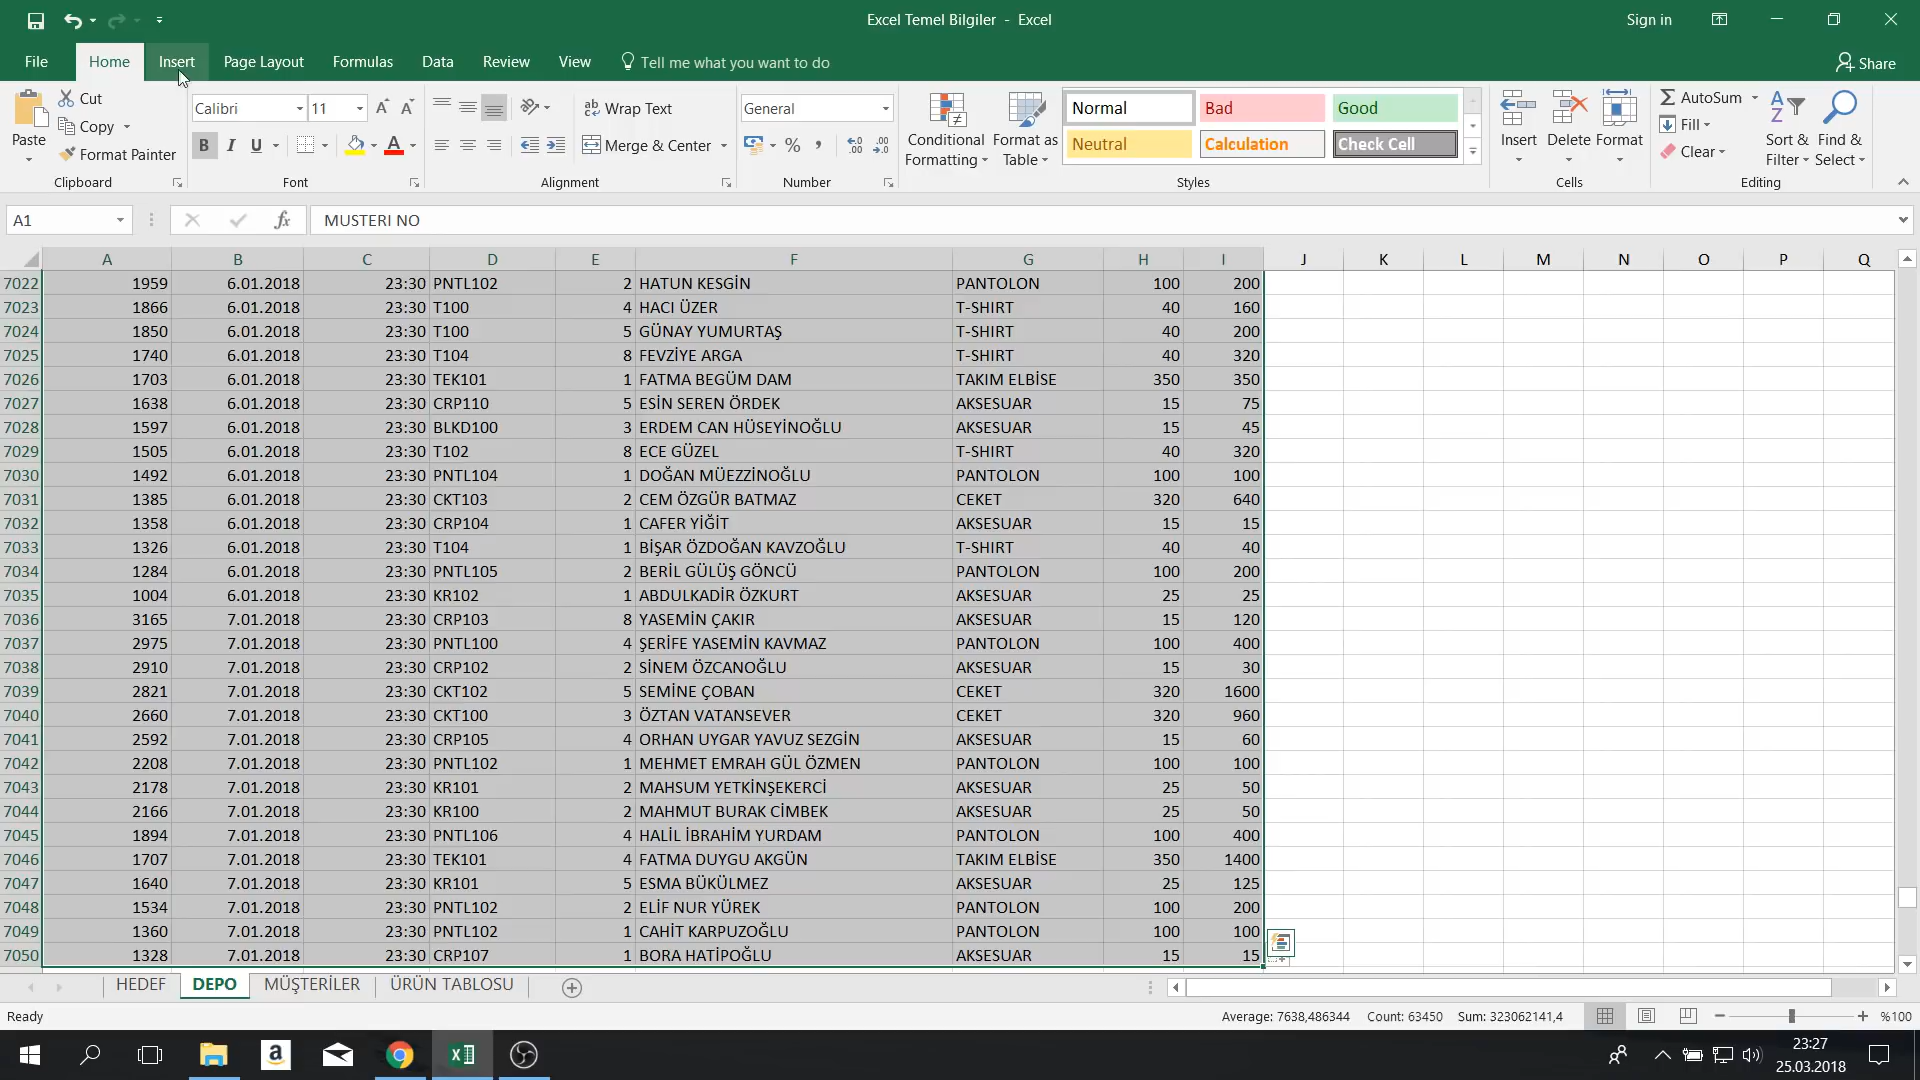 Excel Temel Bilgiler - Excel
Sign in
File Home Insert Page Layout Formulas Data Review View Tell me what you want to do Share
Paste
Cut
Copy
Format Painter
Clipboard
Calibri 11
B I U A
Font
Wrap Text
Merge & Center
Alignment
General
%
Number
Conditional Formatting
Format as Table
Normal Bad Good
Neutral Calculation Check Cell
Styles
Insert Delete Format
Cells
AutoSum
Fill
Clear
Sort & Filter
Find & Select
Editing
A1 fx MUSTERI NO
A B C D E F G H I J K L M N O P Q
7022 1959 6.01.2018 23:30 PNTL102 2 HATUN KESGİN PANTOLON 100 200
7023 1866 6.01.2018 23:30 T100 4 HACI ÜZER T-SHIRT 40 160
7024 1850 6.01.2018 23:30 T100 5 GÜNAY YUMURTAŞ T-SHIRT 40 200
7025 1740 6.01.2018 23:30 T104 8 FEVZİYE ARGA T-SHIRT 40 320
7026 1703 6.01.2018 23:30 TEK101 1 FATMA BEGÜM DAM TAKIM ELBİSE 350 350
7027 1638 6.01.2018 23:30 CRP110 5 ESİN SEREN ÖRDEK AKSESUAR 15 75
7028 1597 6.01.2018 23:30 BLKD100 3 ERDEM CAN HÜSEYİNOĞLU AKSESUAR 15 45
7029 1505 6.01.2018 23:30 T102 8 ECE GÜZEL T-SHIRT 40 320
7030 1492 6.01.2018 23:30 PNTL104 1 DOĞAN MÜEZZİNOĞLU PANTOLON 100 100
7031 1385 6.01.2018 23:30 CKT103 2 CEM ÖZGÜR BATMAZ CEKET 320 640
7032 1358 6.01.2018 23:30 CRP104 1 CAFER YİĞİT AKSESUAR 15 15
7033 1326 6.01.2018 23:30 T104 1 BİŞAR ÖZDOĞAN KAVZOĞLU T-SHIRT 40 40
7034 1284 6.01.2018 23:30 PNTL105 2 BERİL GÜLÜŞ GÖNCÜ PANTOLON 100 200
7035 1004 6.01.2018 23:30 KR102 1 ABDULKADİR ÖZKURT AKSESUAR 25 25
7036 3165 7.01.2018 23:30 CRP103 8 YASEMİN ÇAKIR AKSESUAR 15 120
7037 2975 7.01.2018 23:30 PNTL100 4 ŞERİFE YASEMİN KAVMAZ PANTOLON 100 400
7038 2910 7.01.2018 23:30 CRP102 2 SİNEM ÖZCANOĞLU AKSESUAR 15 30
7039 2821 7.01.2018 23:30 CKT102 5 SEMİNE ÇOBAN CEKET 320 1600
7040 2660 7.01.2018 23:30 CKT100 3 ÖZTAN VATANSEVER CEKET 320 960
7041 2592 7.01.2018 23:30 CRP105 4 ORHAN UYGAR YAVUZ SEZGİN AKSESUAR 15 60
7042 2208 7.01.2018 23:30 PNTL102 1 MEHMET EMRAH GÜL ÖZMEN PANTOLON 100 100
7043 2178 7.01.2018 23:30 KR101 2 MAHSUM YETKİNŞEKERCİ AKSESUAR 25 50
7044 2166 7.01.2018 23:30 KR100 2 MAHMUT BURAK CİMBEK AKSESUAR 25 50
7045 1894 7.01.2018 23:30 PNTL106 4 HALİL İBRAHİM YURDAM PANTOLON 100 400
7046 1707 7.01.2018 23:30 TEK101 4 FATMA DUYGU AKGÜN TAKIM ELBİSE 350 1400
7047 1640 7.01.2018 23:30 KR101 5 ESMA BÜKÜLMEZ AKSESUAR 25 125
7048 1534 7.01.2018 23:30 PNTL102 2 ELİF NUR YÜREK PANTOLON 100 200
7049 1360 7.01.2018 23:30 PNTL102 1 CAHİT KARPUZOĞLU PANTOLON 100 100
7050 1328 7.01.2018 23:30 CRP107 1 BORA HATİPOĞLU AKSESUAR 15 15
HEDEF DEPO MÜŞTERİLER ÜRÜN TABLOSU
Ready Average: 7638,486344 Count: 63450 Sum: 323062141,4 %100
23:27
25.03.2018